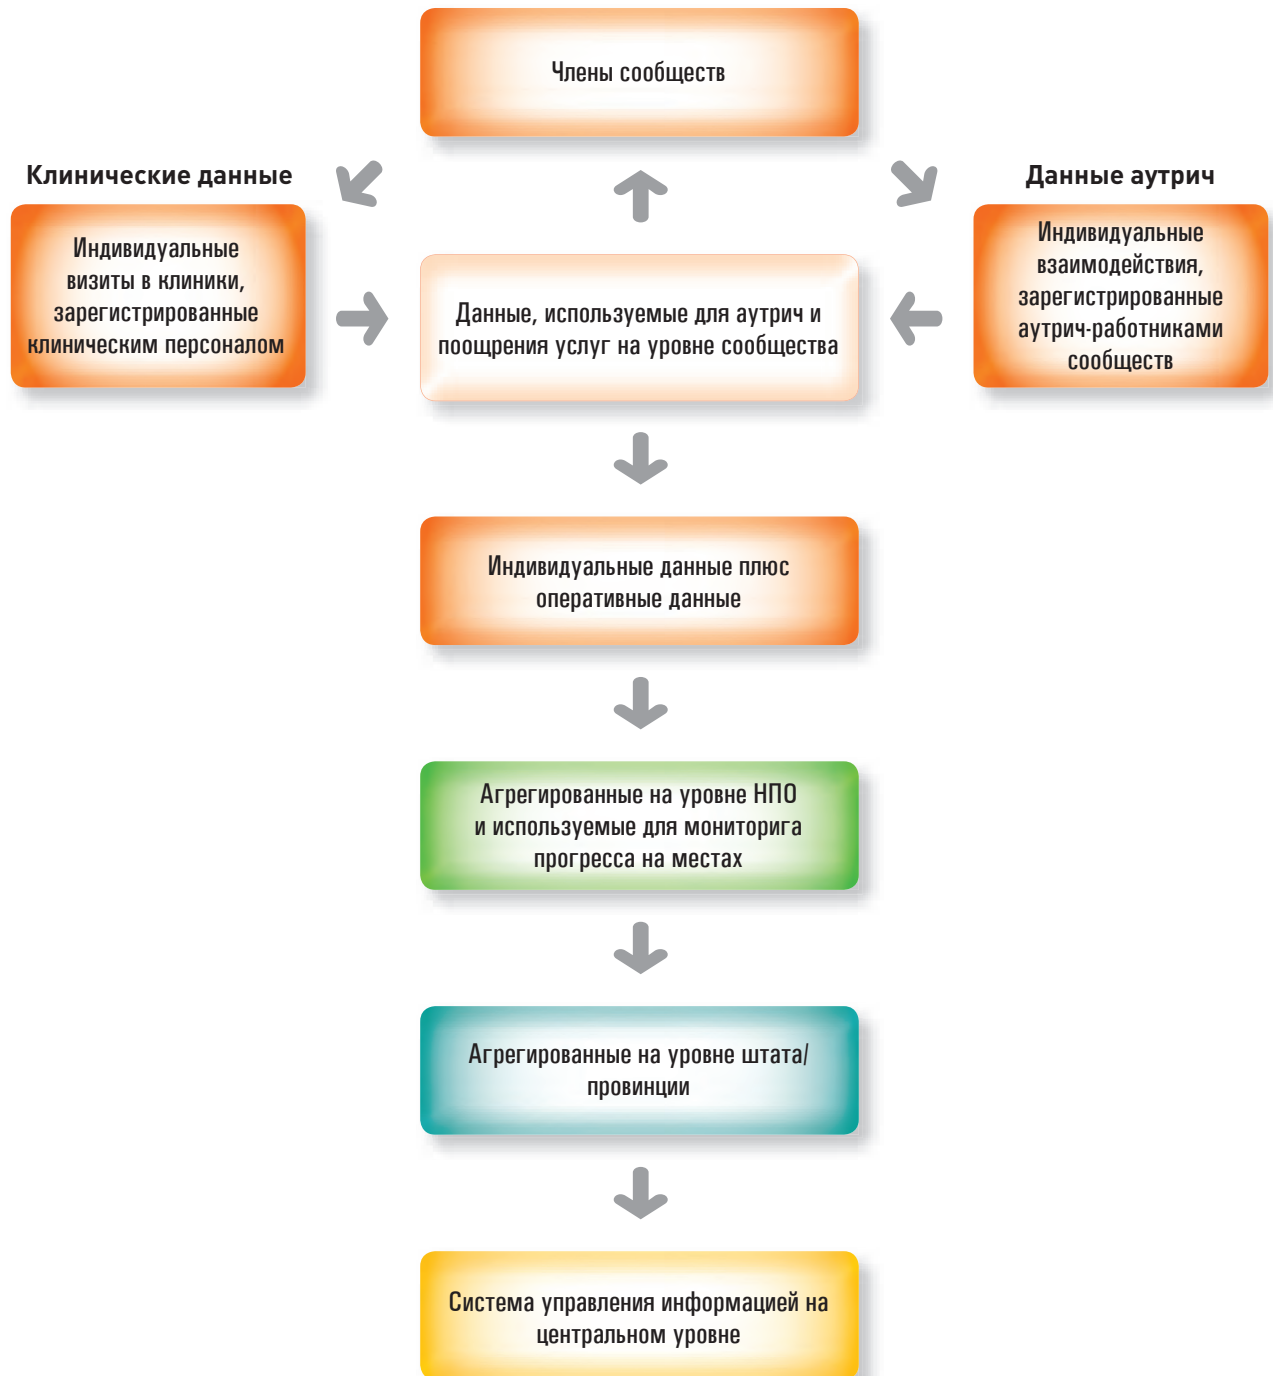 Члены сообществ
Клинические данные
Индивидуальные
визиты в клиники,
зарегистрированные
клиническим персоналом
Данные, используемые для аутрич и
поощрения услуг на уровне сообщества
Данные аутрич
Индивидуальные
взаимодействия,
зарегистрированные
аутрич-работниками
сообществ
Индивидуальные данные плюс
оперативные данные
Агрегированные на уровне НПО
и используемые для мониторига
прогресса на местах
Агрегированные на уровне штата/
провинции
Система управления информацией на
центральном уровне